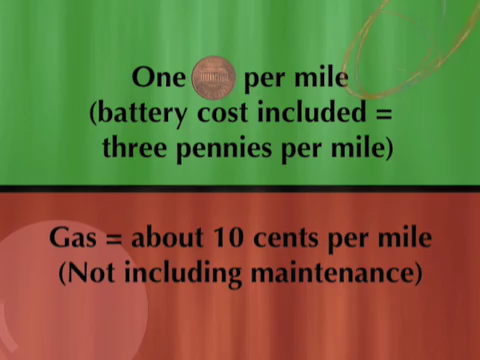 One per mile
(battery cost included =
three pennies per mile)
Gas = about 10 cents per mile
(Not including maintenance)